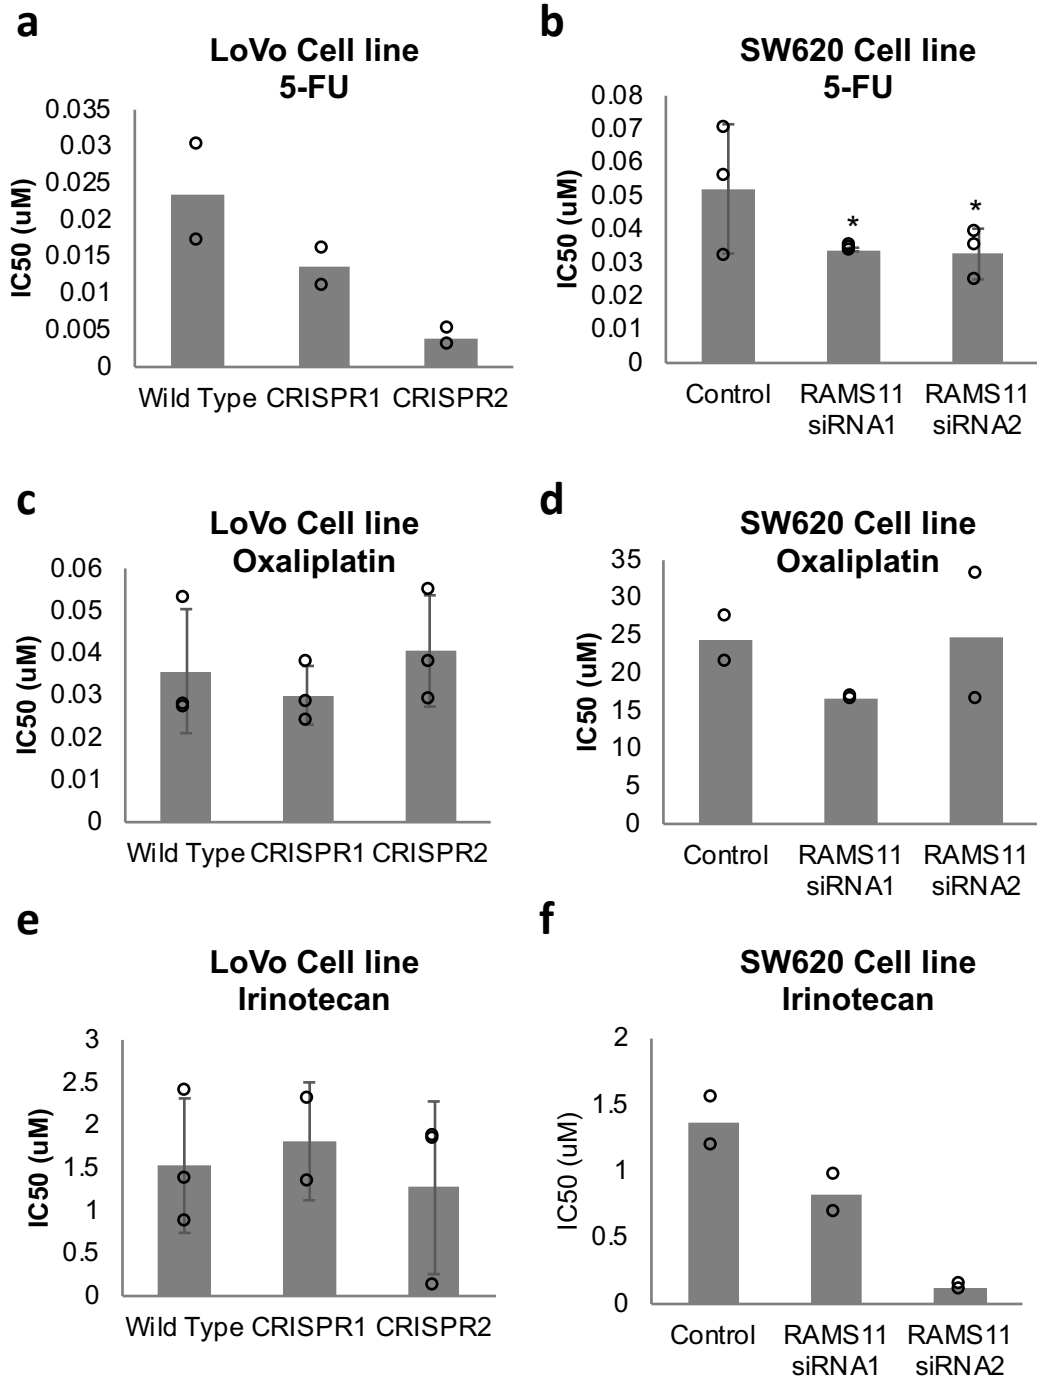 a
LoVo Cell line
5-FU
IC50 (uM)
0.035
0.03
0.025
0.02
0.015
0.01
0.005
0
Wild Type CRISPR1 CRISPR2
b
SW620 Cell line
5-FU
IC50 (uM)
0.08
0.07
0.06
0.05
0.04
0.03
0.02
0.01
0
* *
Control RAMS11 RAMS11
siRNA1 siRNA2
c
LoVo Cell line
Oxaliplatin
IC50 (uM)
0.06
0.05
0.04
0.03
0.02
0.01
0
Wild Type CRISPR1 CRISPR2
d
SW620 Cell line
Oxaliplatin
IC50 (uM)
35
30
25
20
15
10
5
0
Control RAMS11 RAMS11
siRNA1 siRNA2
e
LoVo Cell line
Irinotecan
IC50 (uM)
3
2.5
2
1.5
1
0.5
0
Wild Type CRISPR1 CRISPR2
f
SW620 Cell line
Irinotecan
IC50 (uM)
2
1.5
1
0.5
0
Control RAMS11 RAMS11
siRNA1 siRNA2